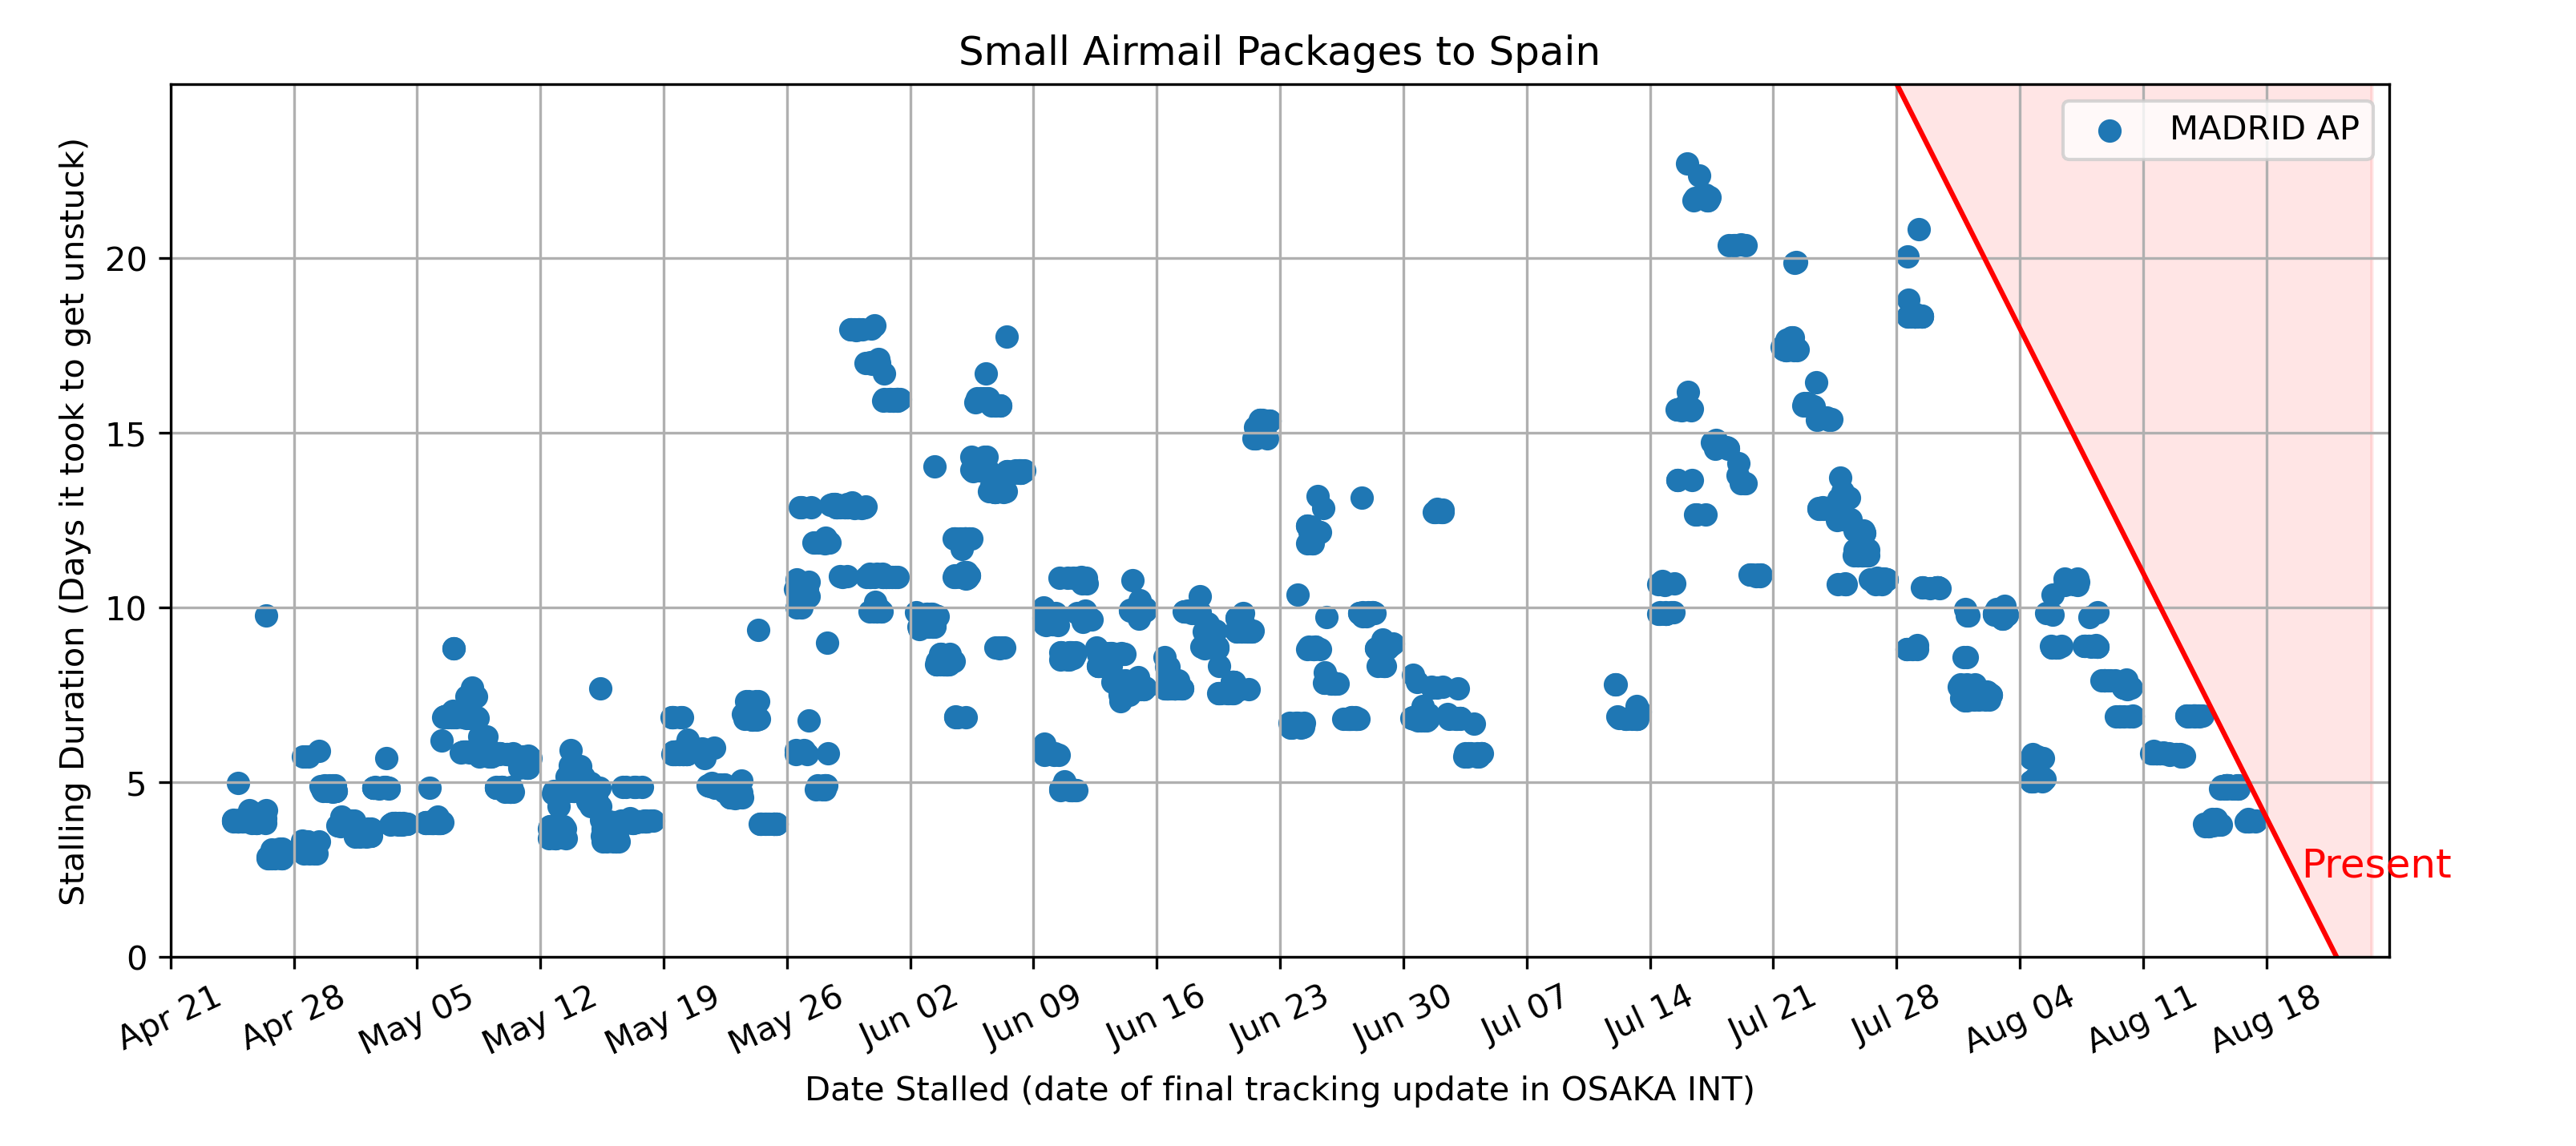 Small Airmail Packages to Spain
MADRID AP
Stalling Duration (Days it took to get unstuck)
20
15
10
5
0
Present
Apr 21
Apr 28
May 05
May 12
May 19
May 26
Jun 02
Jun 09
Jun 16
Jun 23
Jun 30
Jul 07
Jul 14
Jul 21
Jul 28
Aug 04
Aug 11
Aug 18
Date Stalled (date of final tracking update in OSAKA INT)